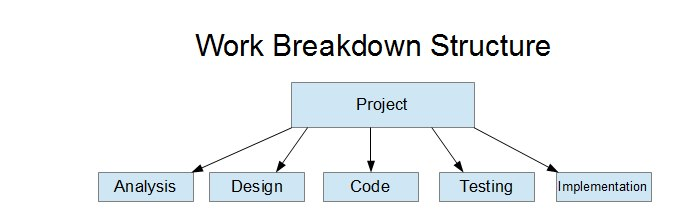 Work Breakdown Structure
Project
Analysis
Design
Code
Testing
Implementation